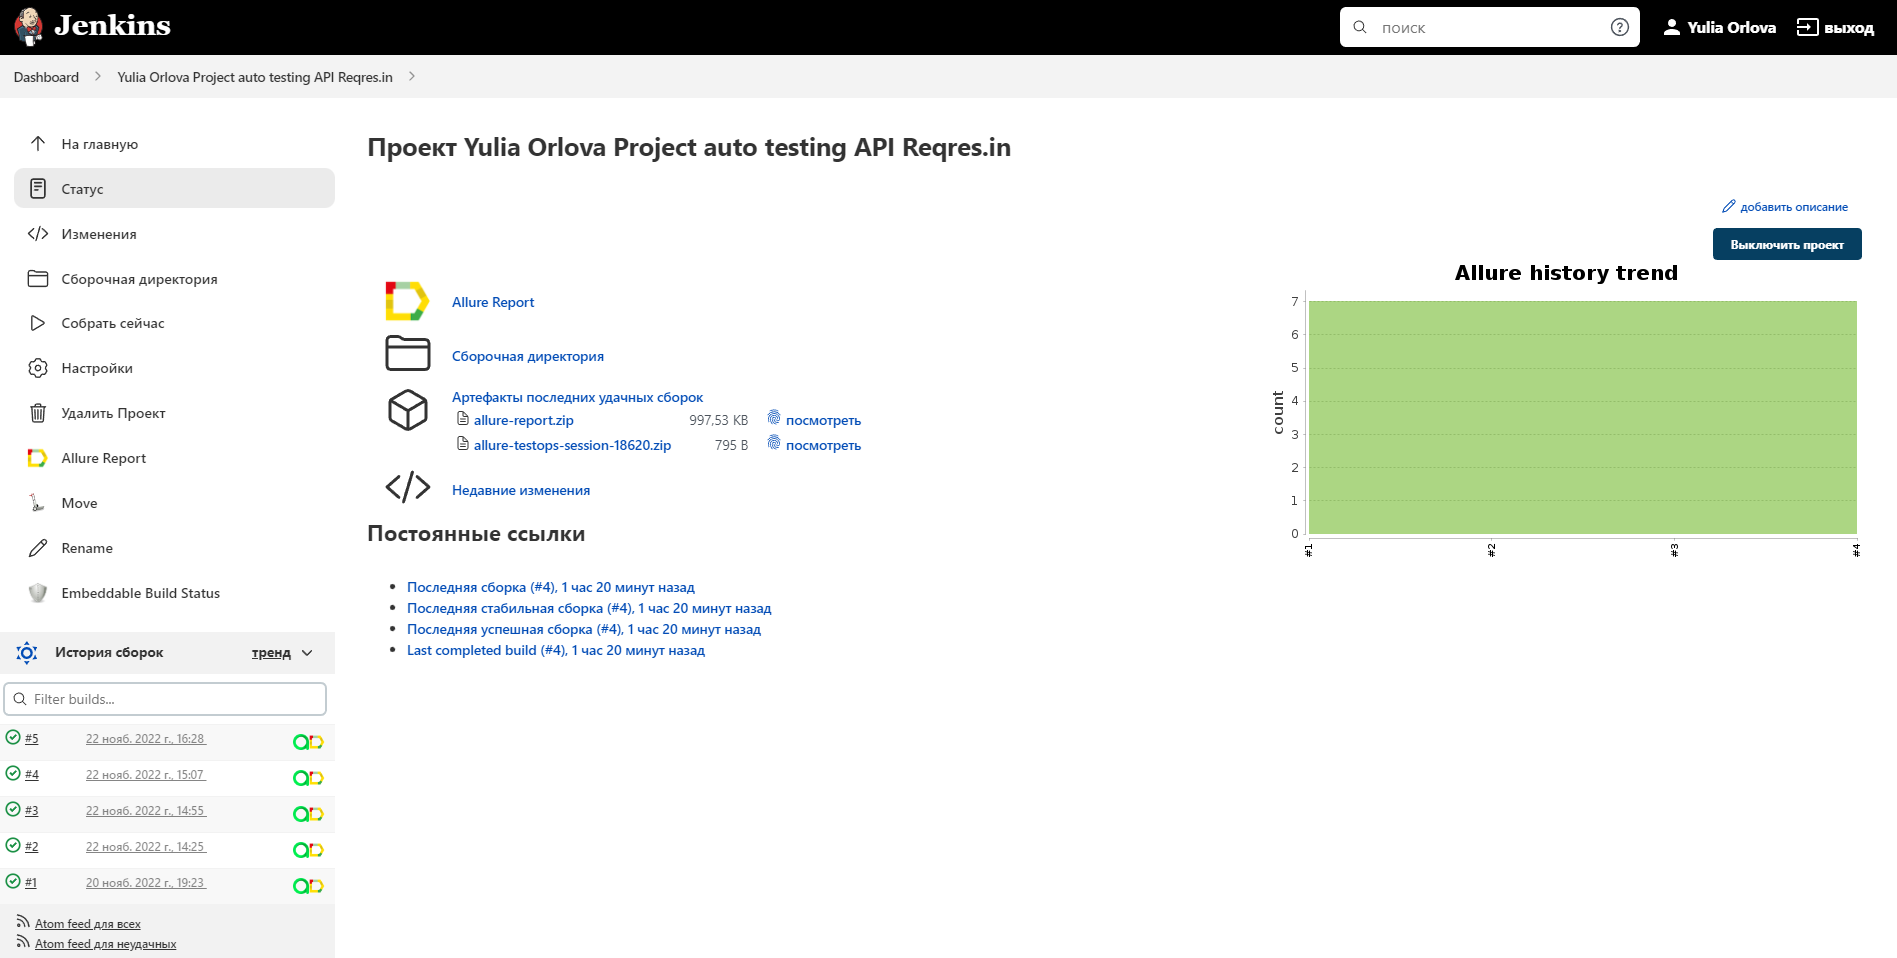 Jenkins
поиск
Yulia Orlova
выход
Dashboard
Yulia Orlova Project auto testing API Reqres.in
На главную
Статус
Изменения
Сборочная директория
Собрать сейчас
Настройки
Удалить Проект
Allure Report
Move
Rename
Embeddable Build Status
История сборок
тренд
Filter builds...
#5 22 нояб. 2022 г., 16:28
#4 22 нояб. 2022 г., 15:07
#3 22 нояб. 2022 г., 14:55
#2 22 нояб. 2022 г., 14:25
#1 20 нояб. 2022 г., 19:23
Atom feed для всех
Atom feed для неудачных
Проект Yulia Orlova Project auto testing API Reqres.in
добавить описание
Выключить проект
Allure Report
Сборочная директория
Артефакты последних удачных сборок
allure-report.zip 997,53 KB посмотреть
allure-testops-session-18620.zip 795 B посмотреть
Недавние изменения
Постоянные ссылки
Последняя сборка (#4), 1 час 20 минут назад
Последняя стабильная сборка (#4), 1 час 20 минут назад
Последняя успешная сборка (#4), 1 час 20 минут назад
Last completed build (#4), 1 час 20 минут назад
Allure history trend
count
7
6
5
4
3
2
1
0
#1
#2
#3
#4